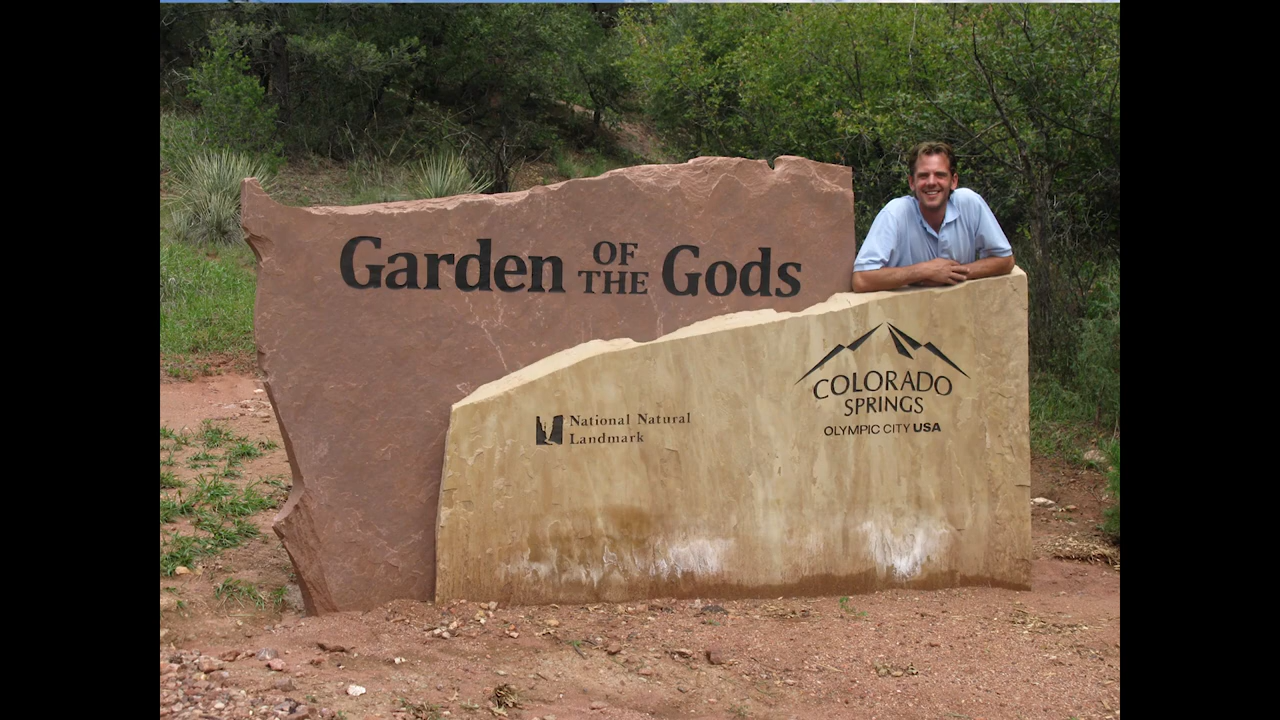 Garden OF THE Gods
National Natural
Landmark
COLORADO
SPRINGS
OLYMPIC CITY USA